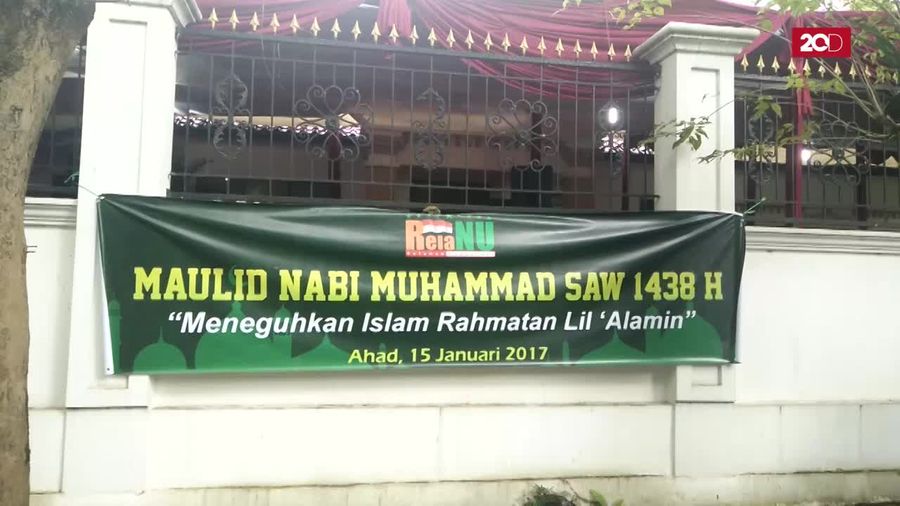 20D
RelaNU
MAULID NABI MUHAMMAD SAW 1438 H
“Meneguhkan Islam Rahmatan Lil ‘Alamin”
Ahad, 15 Januari 2017